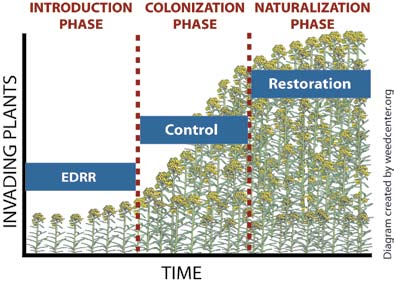 INTRODUCTION
PHASE
COLONIZATION
PHASE
NATURALIZATION
PHASE
Restoration
Control
EDRR
INVADING PLANTS
TIME
Diagram created by weedcenter.org